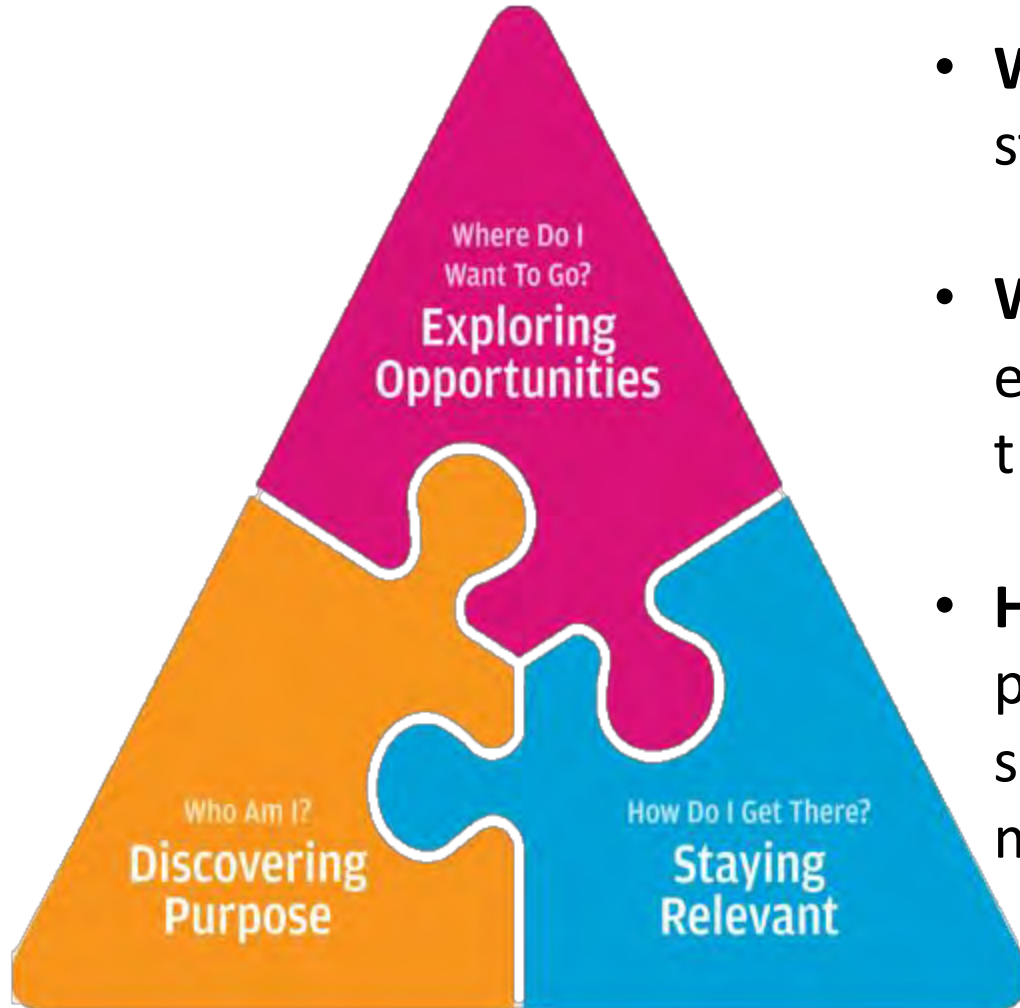 Where Do I
Want To Go?
Exploring
Opportunities
Who Am I?
Discovering
Purpose
How Do I Get There?
Staying
Relevant